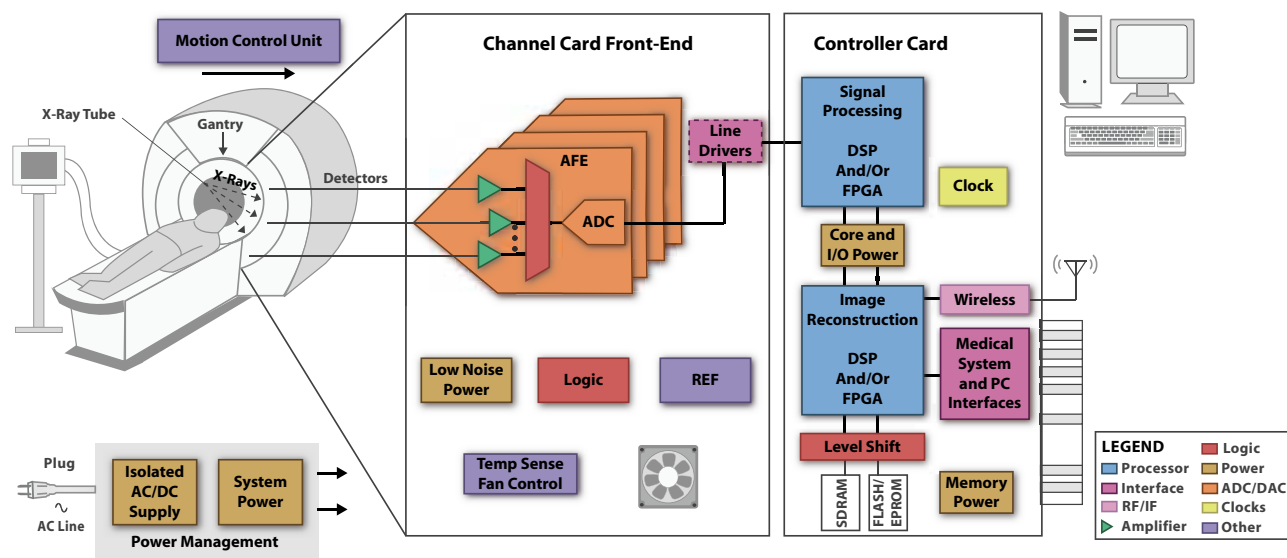 Motion Control Unit
X-Ray Tube
Gantry
X-Rays
Detectors
Channel Card Front-End
AFE
ADC
Line
Drivers
Low Noise
Power
Logic
REF
Temp Sense
Fan Control
Plug
AC Line
Isolated
AC/DC
Supply
System
Power
Power Management
Controller Card
Signal
Processing
DSP
And/Or
FPGA
Clock
Core and
I/O Power
Image
Reconstruction
DSP
And/Or
FPGA
Wireless
Medical
System
and PC
Interfaces
Level Shift
SDRAM
FLASH/
EPROM
Memory
Power
LEGEND
Processor
Interface
RF/IF
Amplifier
Logic
Power
ADC/DAC
Clocks
Other